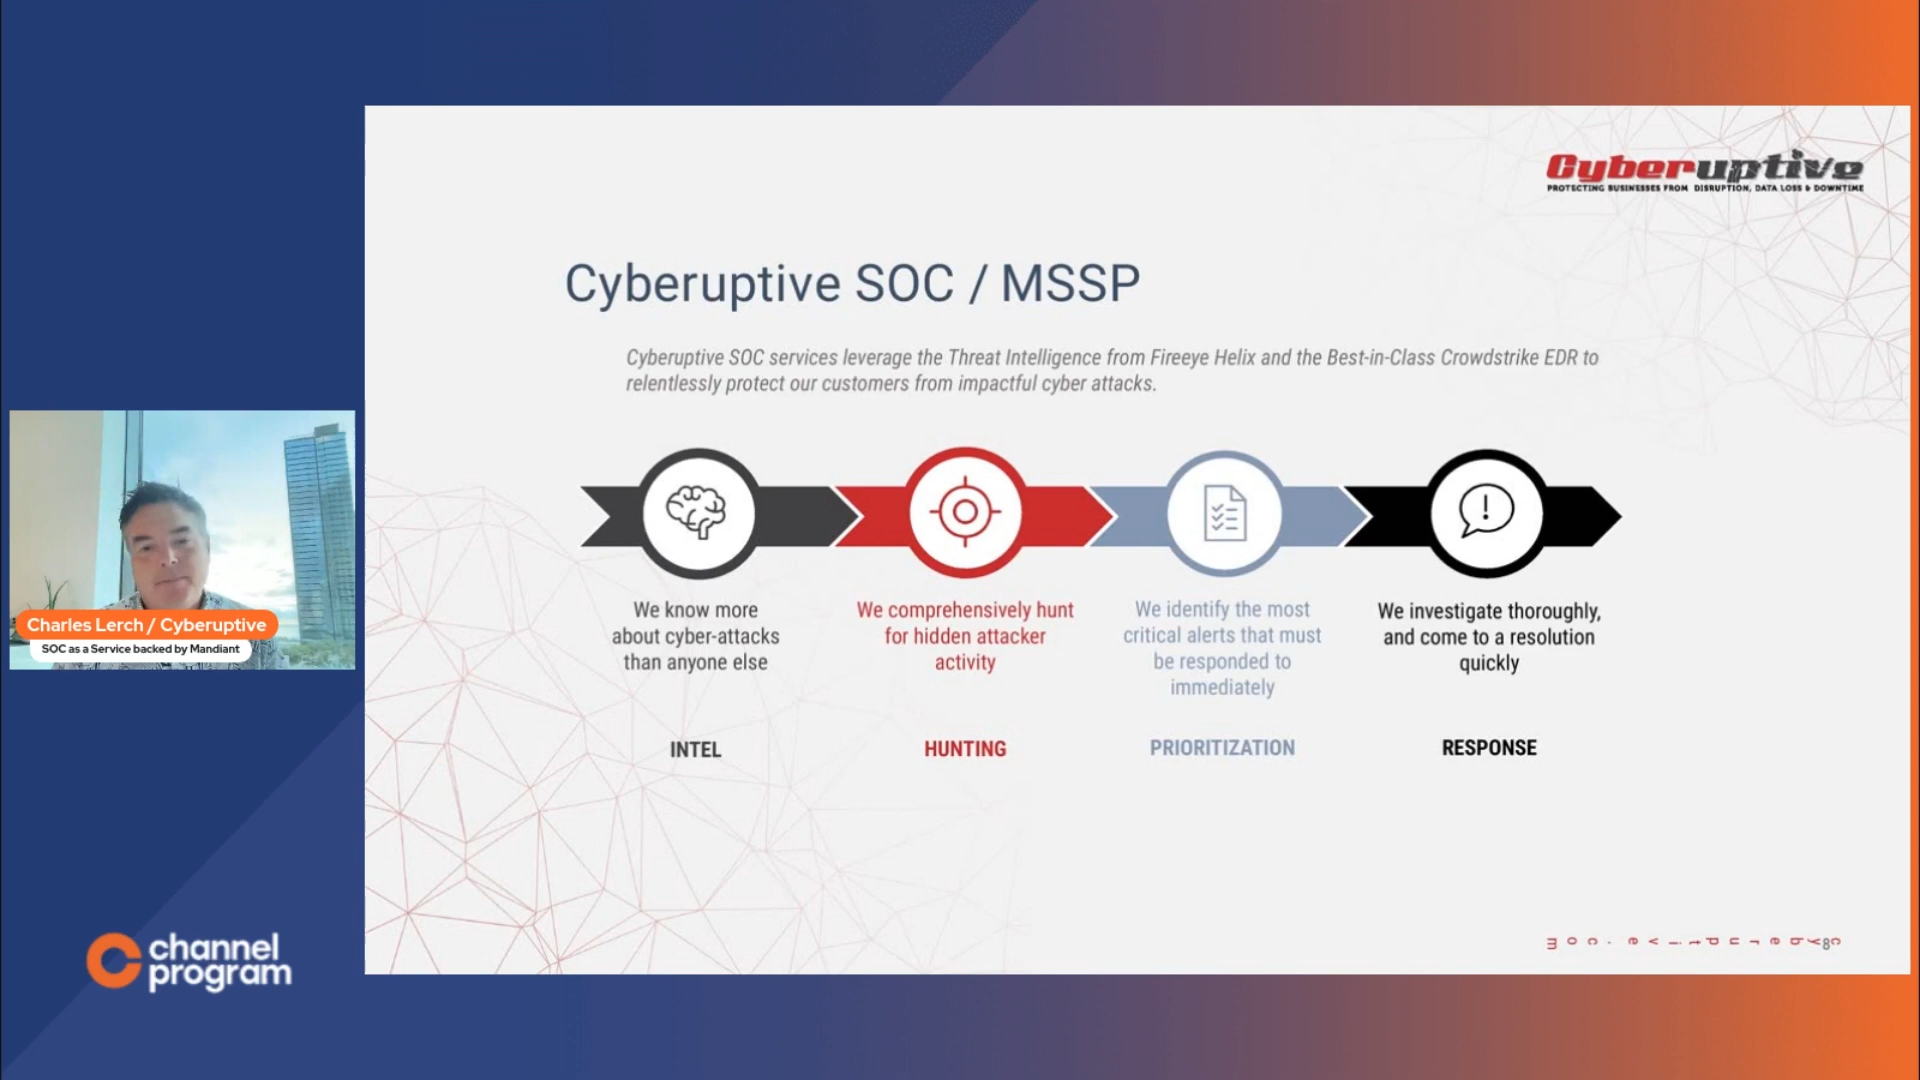 Cyberuptive
PROTECTING BUSINESSES FROM DISRUPTION, DATA LOSS & DOWNTIME
Cyberuptive SOC / MSSP
Cyberuptive SOC services leverage the Threat Intelligence from Fireeye Helix and the Best-in-Class Crowdstrike EDR to
relentlessly protect our customers from impactful cyber attacks.
We know more
about cyber-attacks
than anyone else
INTEL
We comprehensively hunt
for hidden attacker
activity
HUNTING
We identify the most
critical alerts that must
be responded to
immediately
PRIORITIZATION
We investigate thoroughly,
and come to a resolution
quickly
RESPONSE
cyberuptive.com
8
Charles Lerch / Cyberuptive
SOC as a Service backed by Mandiant
channel
program